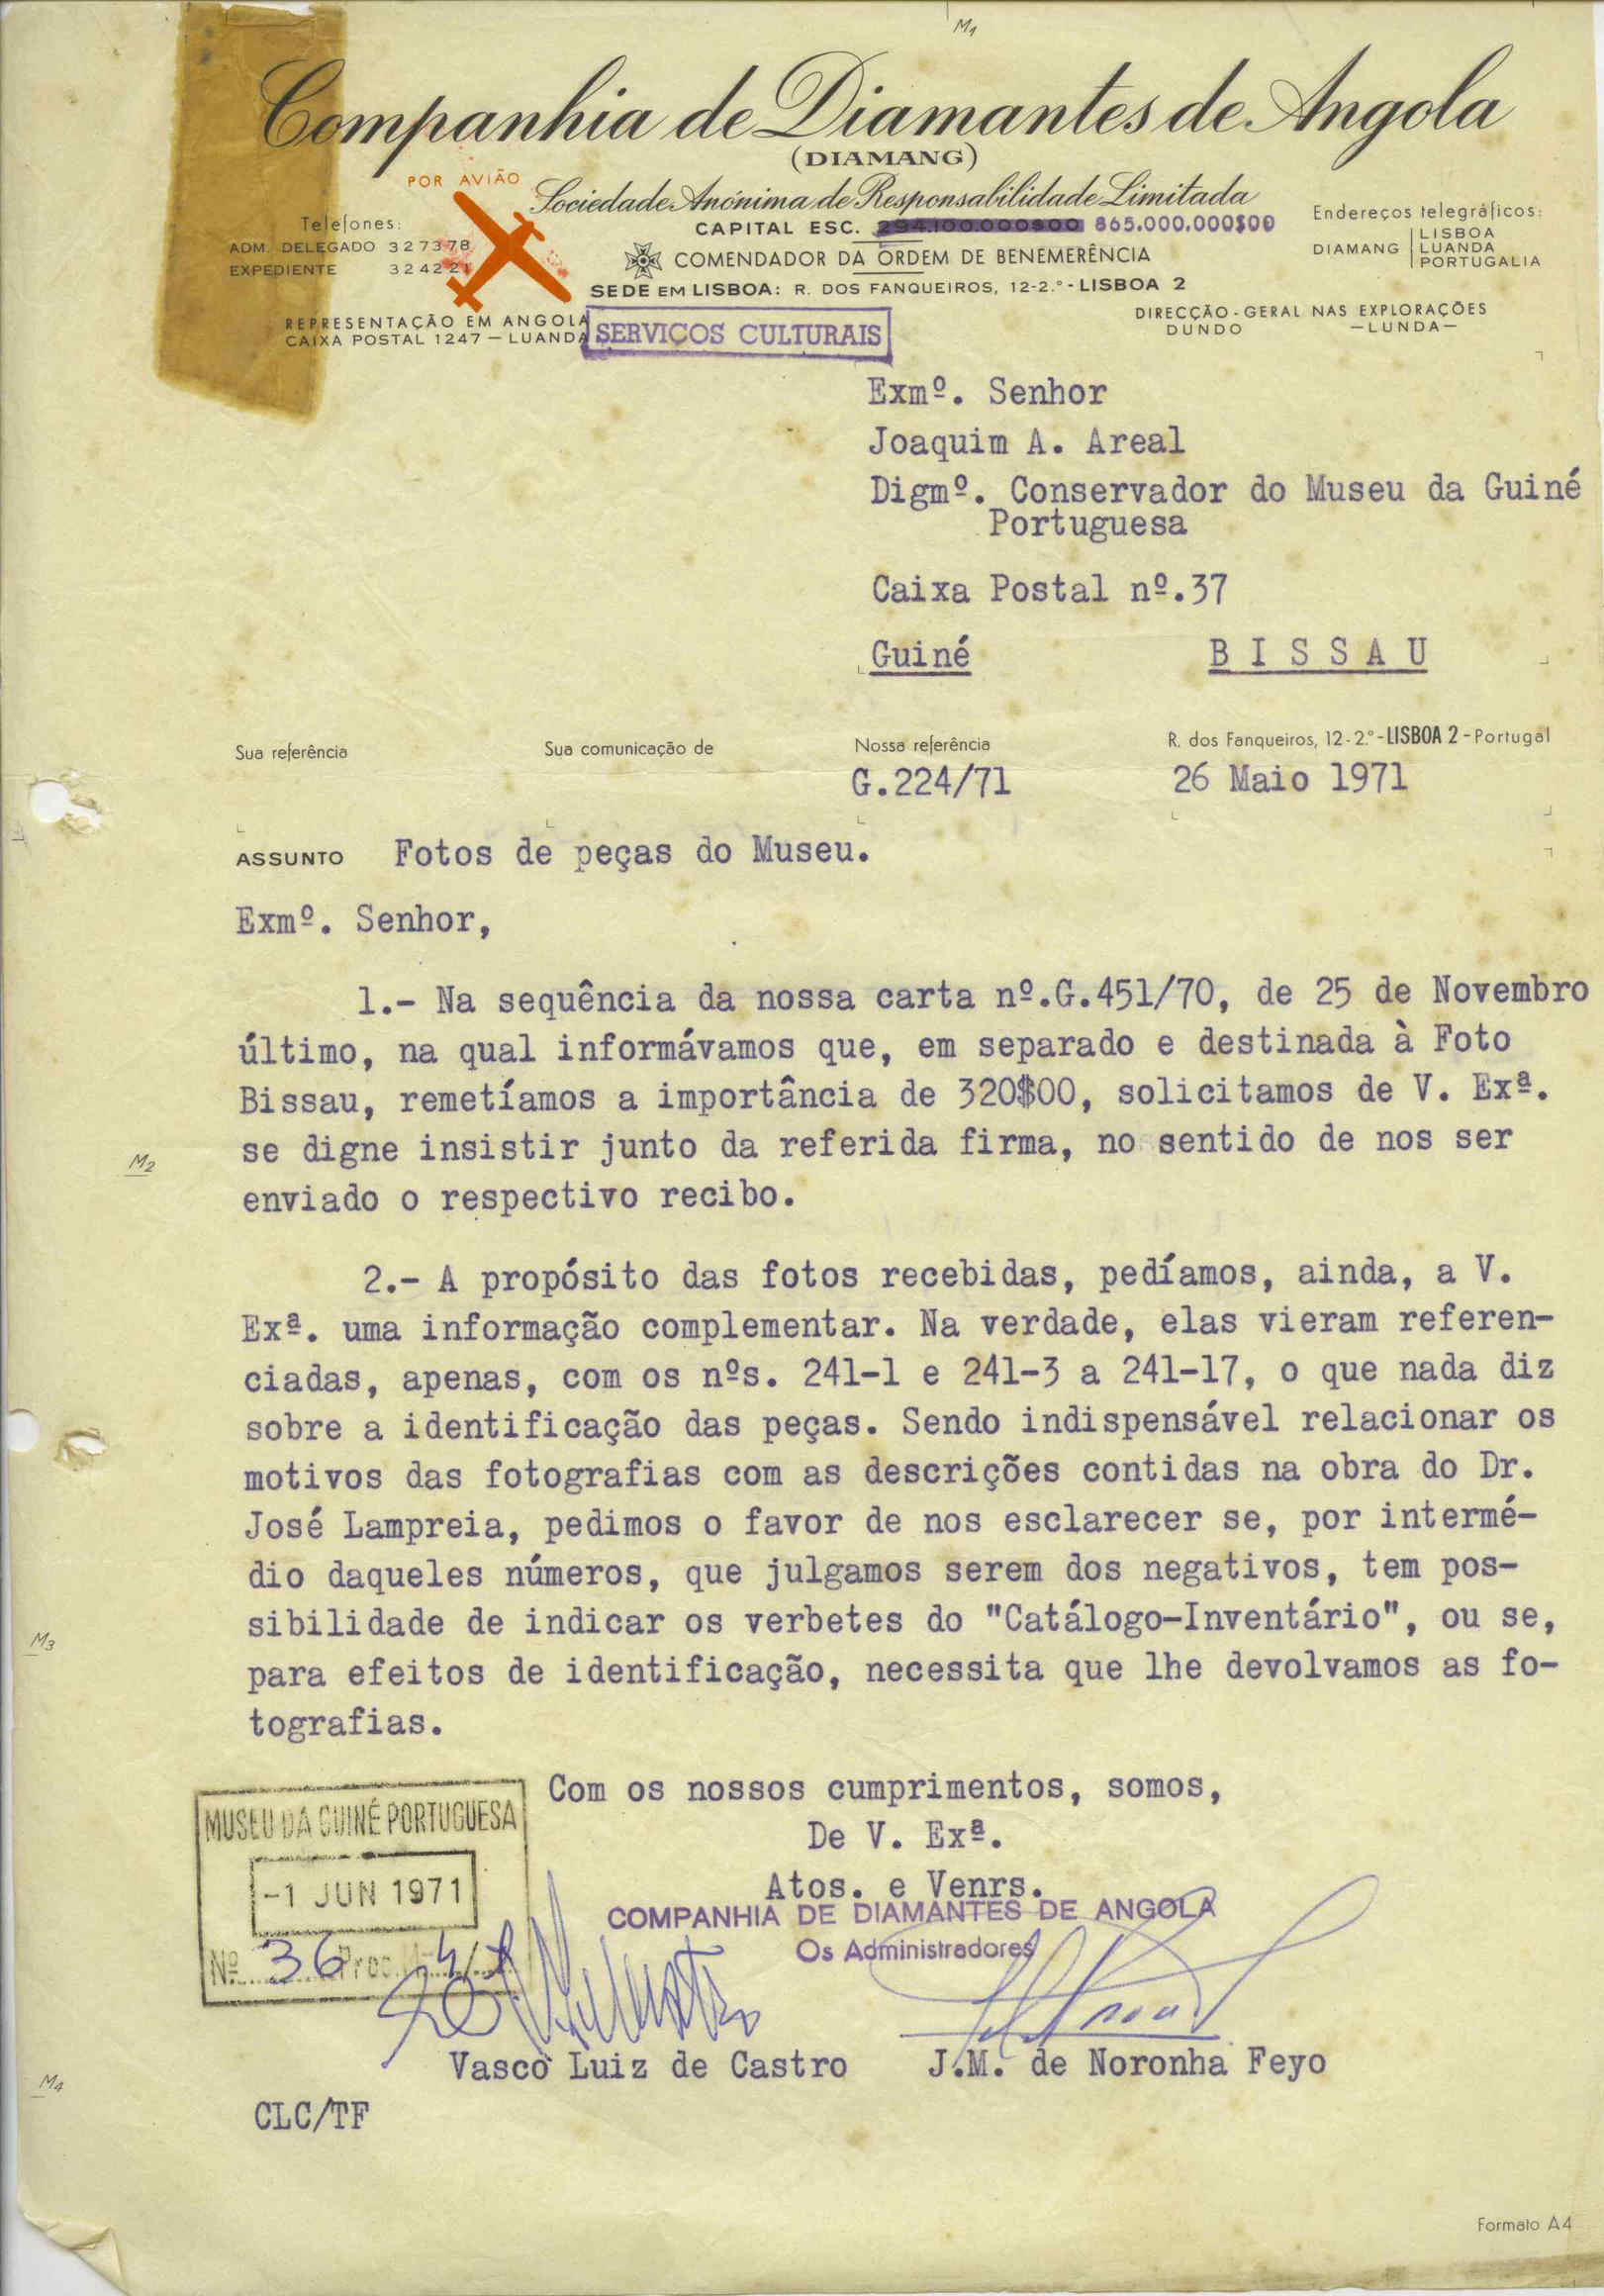 M1
Companhia de Diamantes de Angola
(DIAMANG)
POR AVIÃO
Sociedade Anónima de Responsabilidade Limitada
Telefones:
CAPITAL ESC. 294.100.000$00 865.000.000$00
Endereços telegráficos:
ADM. DELEGADO 327378
EXPEDIENTE 324221
COMENDADOR DA ORDEM DE BENEMERÊNCIA
DIAMANG
LISBOA
LUANDA
PORTUGALIA
SEDE EM LISBOA: R. DOS FANQUEIROS, 12-2.º - LISBOA 2
REPRESENTAÇÃO EM ANGOLA
CAIXA POSTAL 1247 — LUANDA
SERVIÇOS CULTURAIS
DIRECÇÃO-GERAL NAS EXPLORAÇÕES
DUNDO —LUNDA—
Exmº. Senhor
Joaquim A. Areal
Digmº. Conservador do Museu da Guiné
Portuguesa
Caixa Postal nº.37
Guiné B I S S A U
Sua referência Sua comunicação de Nossa referência R. dos Fanqueiros, 12-2.º-LISBOA 2-Portugal
G.224/71 26 Maio 1971
ASSUNTO Fotos de peças do Museu.
Exmº. Senhor,
1.- Na sequência da nossa carta nº.G.451/70, de 25 de Novembro
último, na qual informávamos que, em separado e destinada à Foto
Bissau, remetíamos a importância de 320$00, solicitamos de V. Exª.
se digne insistir junto da referida firma, no sentido de nos ser
M2
enviado o respectivo recibo.
2.- A propósito das fotos recebidas, pedíamos, ainda, a V.
Exª. uma informação complementar. Na verdade, elas vieram referen-
ciadas, apenas, com os nºs. 241-1 e 241-3 a 241-17, o que nada diz
sobre a identificação das peças. Sendo indispensável relacionar os
motivos das fotografias com as descrições contidas na obra do Dr.
José Lampreia, pedimos o favor de nos esclarecer se, por intermé-
dio daqueles números, que julgamos serem dos negativos, tem pos-
sibilidade de indicar os verbetes do "Catálogo-Inventário", ou se,
M3
para efeitos de identificação, necessita que lhe devolvamos as fo-
tografias.
Com os nossos cumprimentos, somos,
De V. Exª.
Atos. e Venrs.
COMPANHIA DE DIAMANTES DE ANGOLA
Os Administradores
MUSEU DA GUINÉ PORTUGUESA
-1 JUN 1971
Nº 36 Proc.
Vasco Luiz de Castro J.M. de Noronha Feyo
M4
CLC/TF
Formato A4